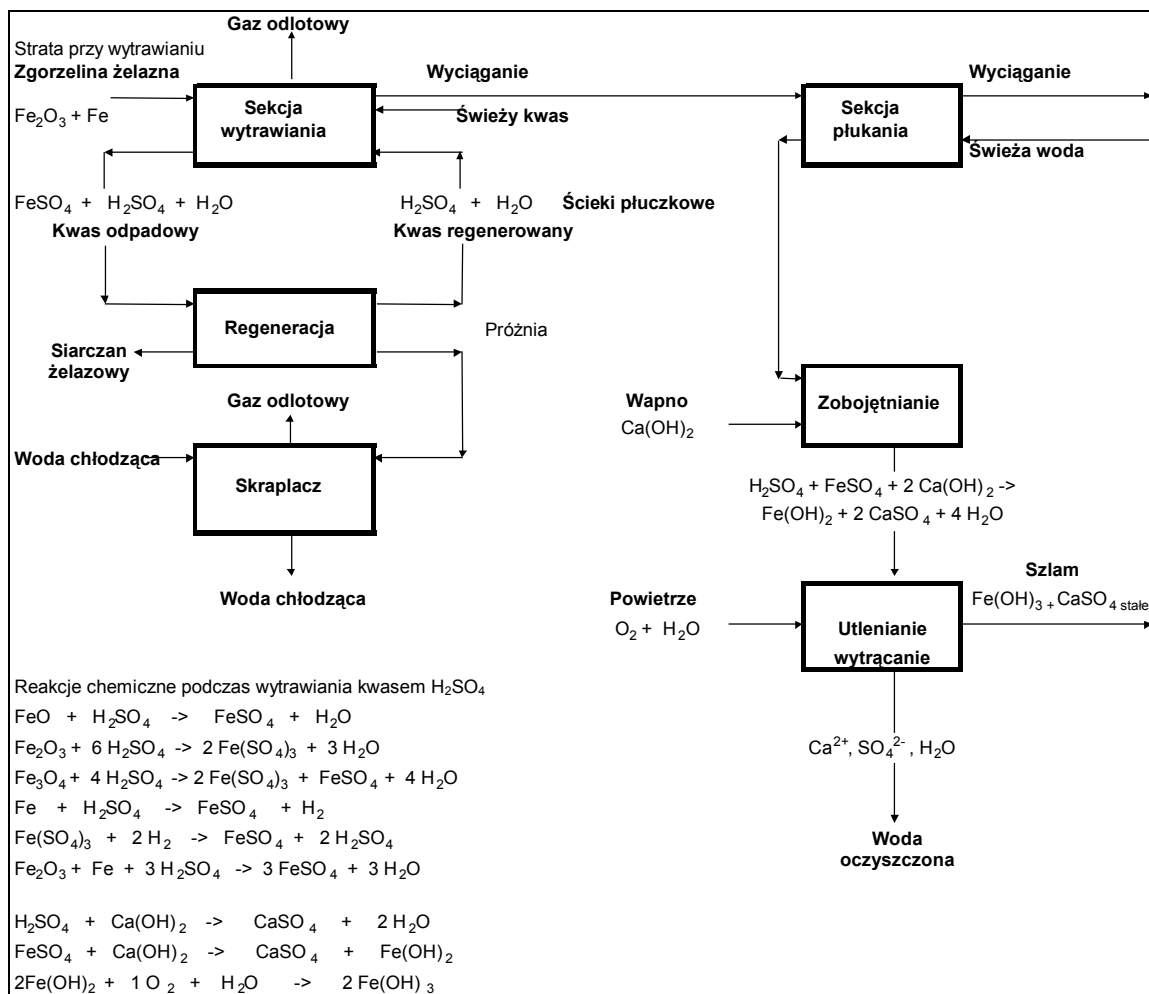 Gaz odlotowy
Strata przy wytrawianiu
Zgorzelina żelazna
Fe2O3 + Fe
Sekcja
wytrawiania
Wyciąganie
Świeży kwas
Sekcja
płukania
Wyciąganie
Świeża woda
FeSO4 + H2SO4 + H2O
Kwas odpadowy
H2SO4 + H2O
Kwas regenerowany
Ścieki płuczkowe
Regeneracja
Próżnia
Siarczan
żelazowy
Gaz odlotowy
Woda chłodząca
Skraplacz
Woda chłodząca
Wapno
Ca(OH)2
Zobojętnianie
H2SO4 + FeSO4 + 2 Ca(OH)2 ->
Fe(OH)2 + 2 CaSO4 + 4 H2O
Powietrze
O2 + H2O
Utlenianie
wytrącanie
Szlam
Fe(OH)3 + CaSO4 stałe
Ca2+, SO42-, H2O
Woda
oczyszczona
Reakcje chemiczne podczas wytrawiania kwasem H2SO4
FeO + H2SO4 -> FeSO4 + H2O
Fe2O3 + 6 H2SO4 -> 2 Fe(SO4)3 + 3 H2O
Fe3O4 + 4 H2SO4 -> 2 Fe(SO4)3 + FeSO4 + 4 H2O
Fe + H2SO4 -> FeSO4 + H2
Fe(SO4)3 + 2 H2 -> FeSO4 + 2 H2SO4
Fe2O3 + Fe + 3 H2SO4 -> 3 FeSO4 + 3 H2O
H2SO4 + Ca(OH)2 -> CaSO4 + 2 H2O
FeSO4 + Ca(OH)2 -> CaSO4 + Fe(OH)2
2Fe(OH)2 + 1 O2 + H2O -> 2 Fe(OH)3